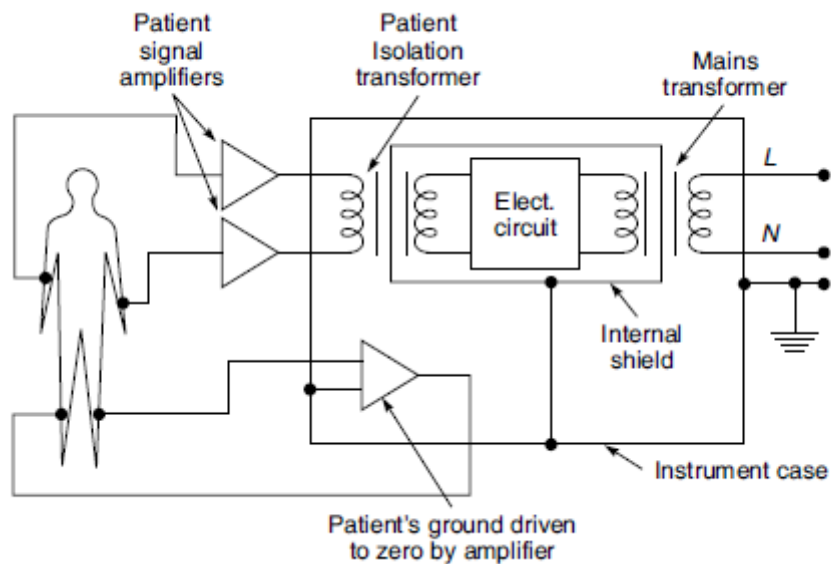 Patient
signal
amplifiers
Patient
Isolation
transformer
Mains
transformer
L
Elect.
circuit
N
Internal
shield
Instrument case
Patient's ground driven
to zero by amplifier